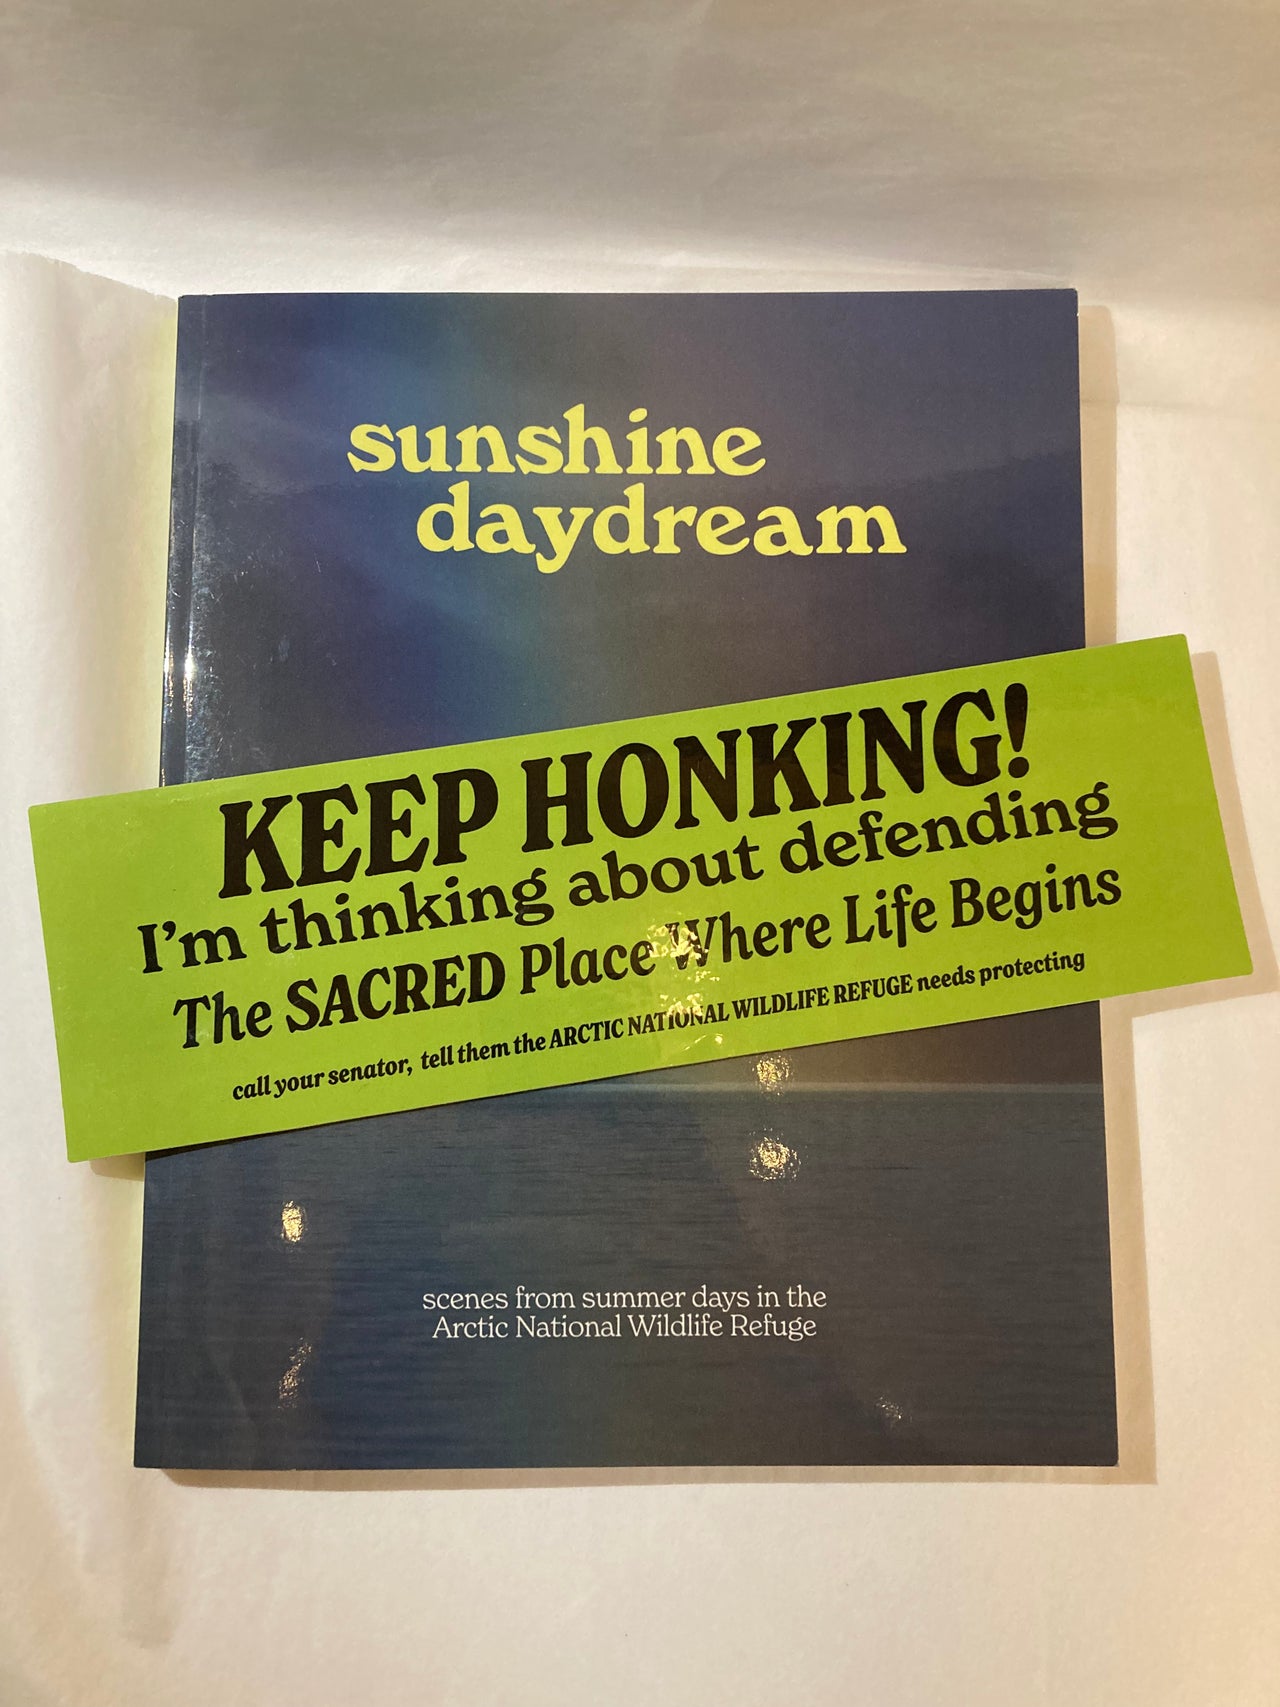 sunshine
daydream
KEEP HONKING!
I'm thinking about defending
The SACRED Place Where Life Begins
call your senator, tell them the ARCTIC NATIONAL WILDLIFE REFUGE needs protecting
scenes from summer days in the
Arctic National Wildlife Refuge